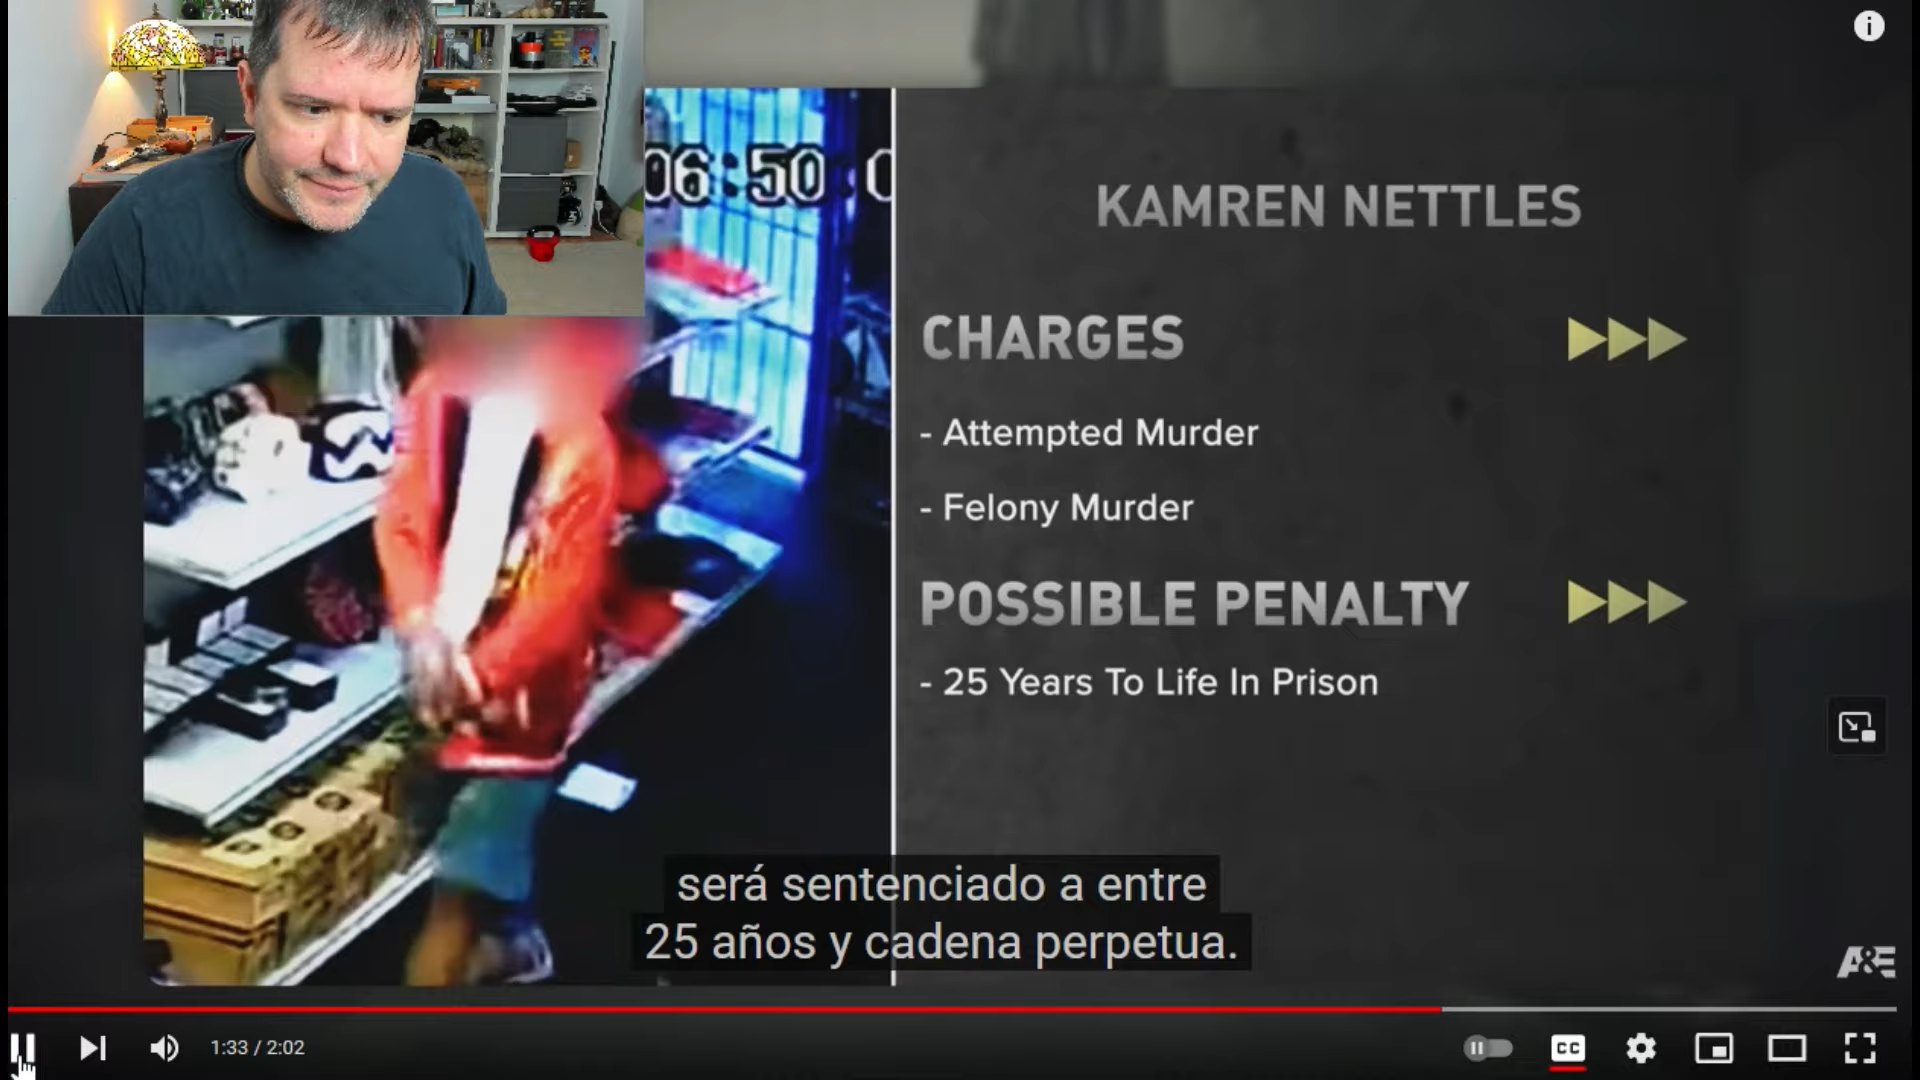 06:50:0
KAMREN NETTLES
CHARGES
- Attempted Murder
- Felony Murder
POSSIBLE PENALTY
- 25 Years To Life In Prison
será sentenciado a entre
25 años y cadena perpetua.
A&E
1:33 / 2:02
CC